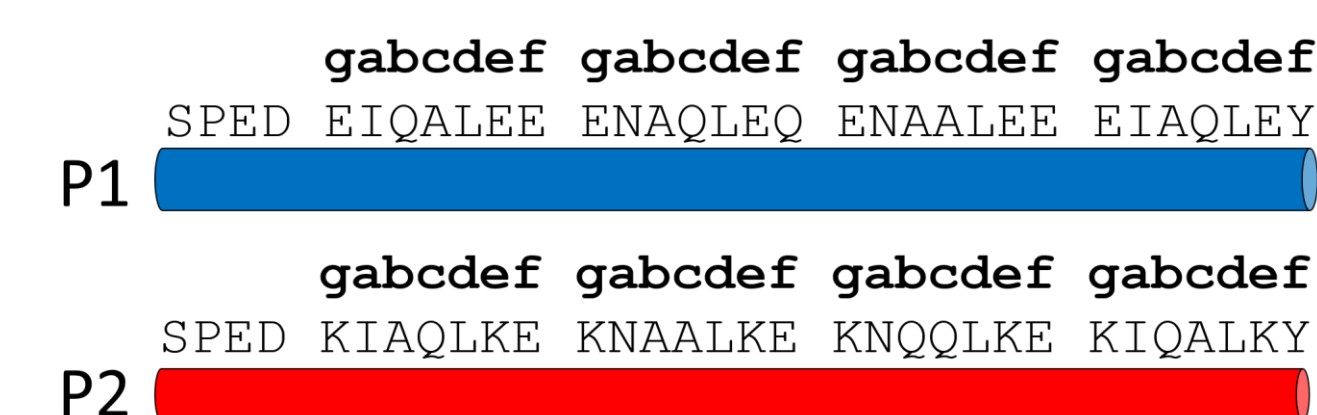 gabcdef gabcdef gabcdef gabcdef
SPED EIQALEE ENAQLEQ ENAALEE EIAQLEY
P1
gabcdef gabcdef gabcdef gabcdef
SPED KIAQLKE KNAALKE KNQQLKE KIQALKY
P2